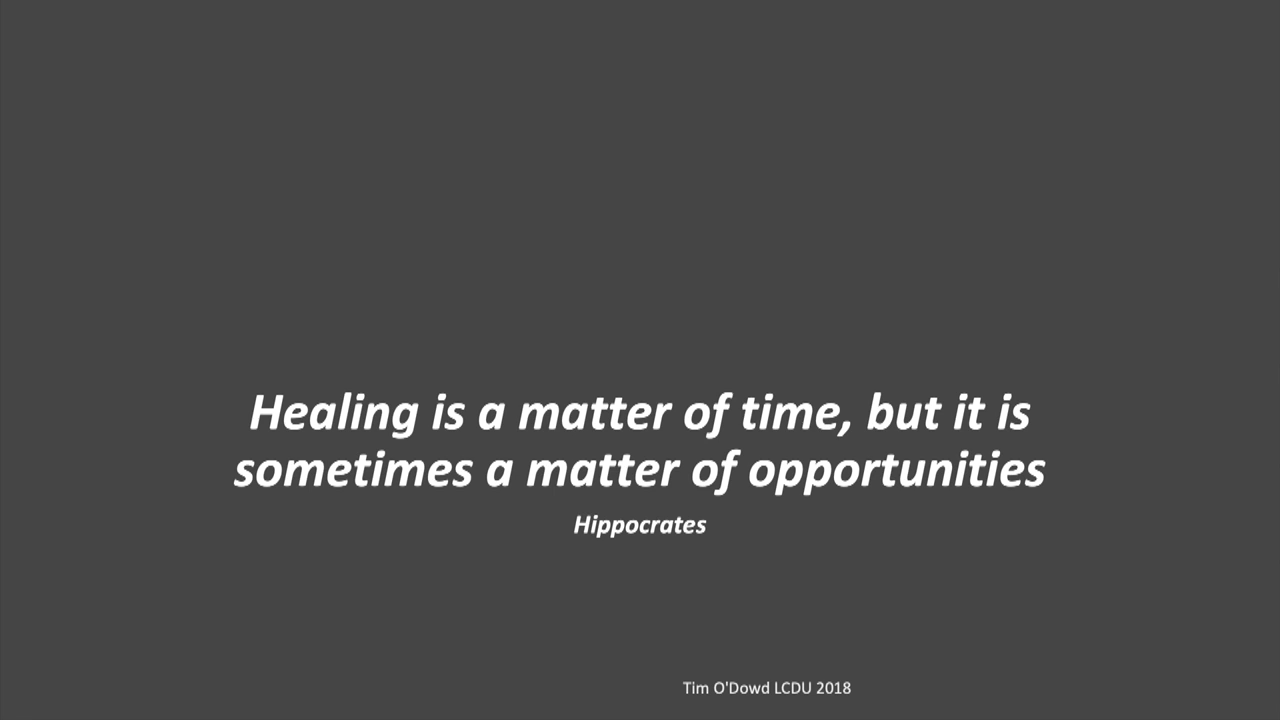 Healing is a matter of time, but it is
sometimes a matter of opportunities
Hippocrates
Tim O'Dowd LCDU 2018